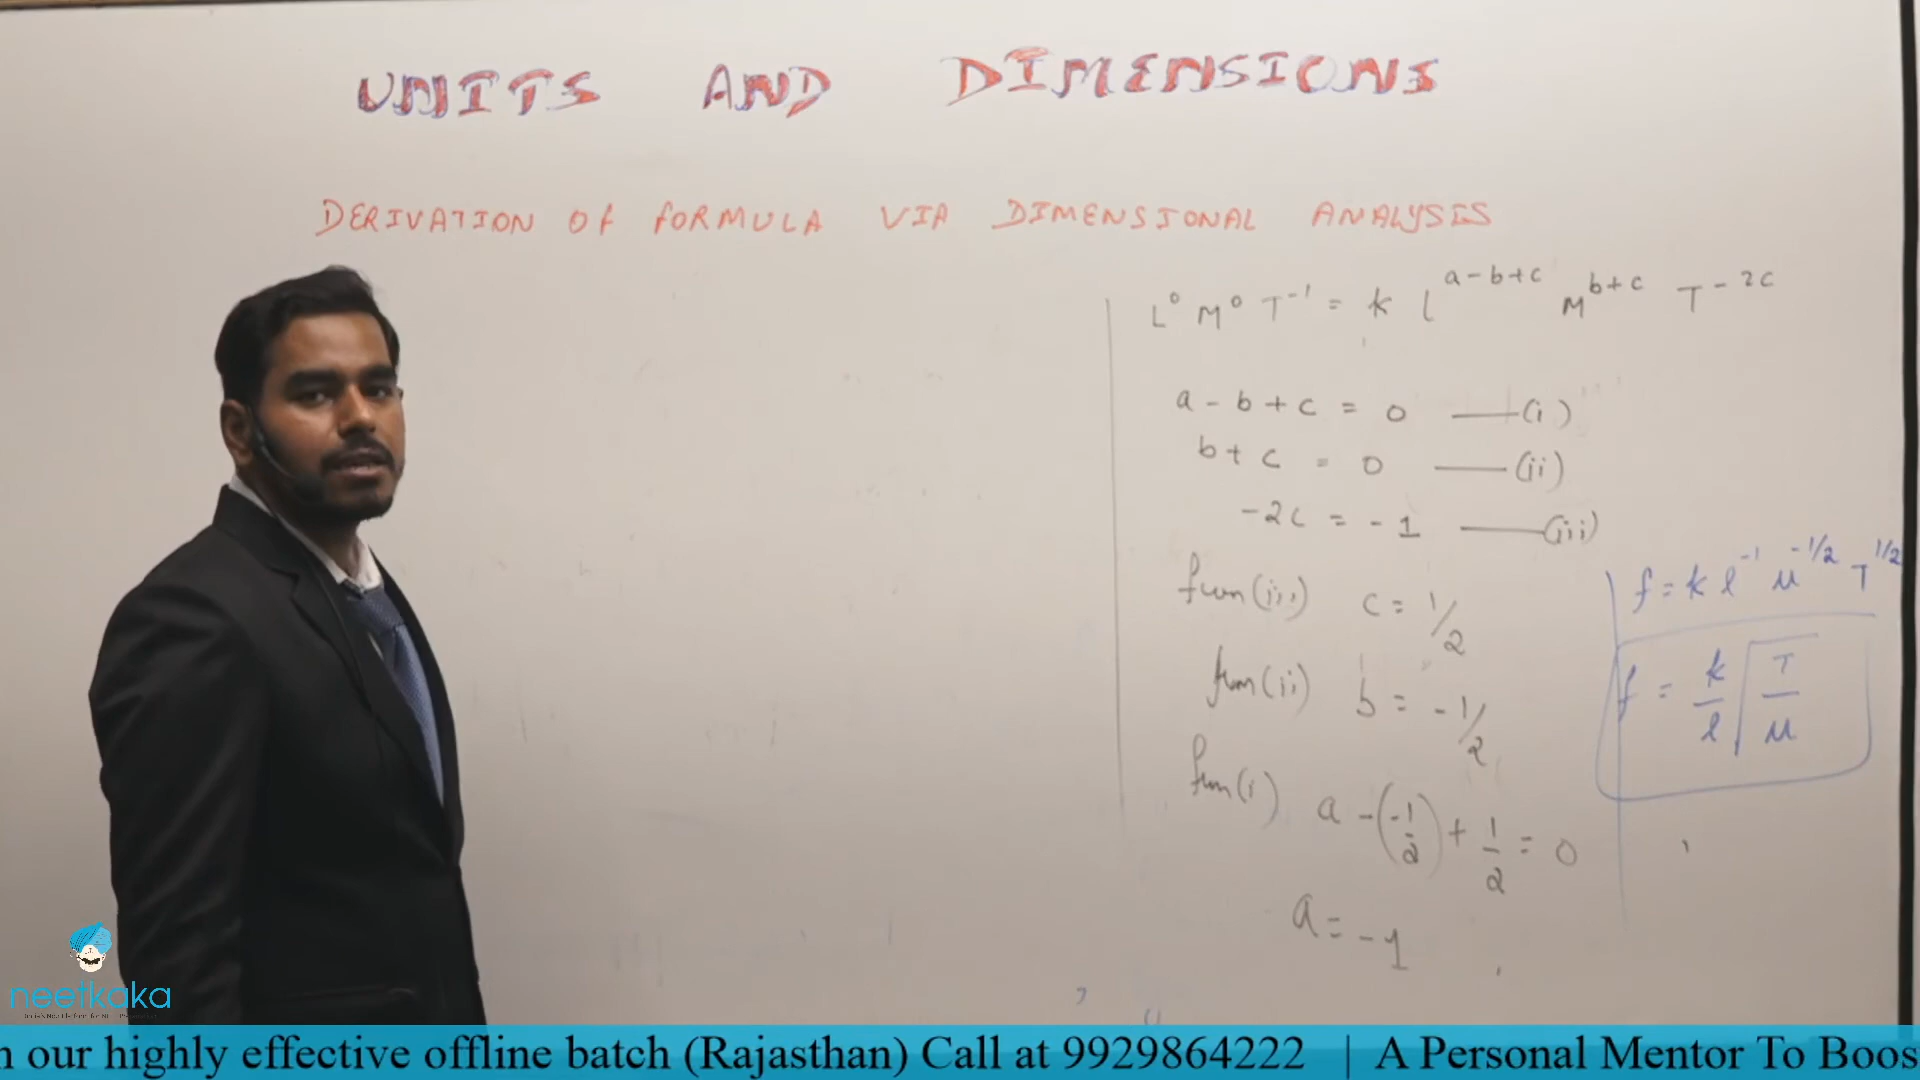 UNITS AND DIMENSIONS
DERIVATION OF FORMULA VIA DIMENSIONAL ANALYSIS
L⁰ M⁰ T⁻¹ = k L^(a-b+c) M^(b+c) T^(-2c)
a - b + c = 0 —(i)
b + c = 0 —(ii)
-2c = -1 —(iii)
from (iii) c = 1/2
from (ii) b = -1/2
from (i) a - (-1/2) + 1/2 = 0
a = -1
f = k l⁻¹ μ^(-1/2) T^(1/2)
f = k/l √(T/μ)
neetkaka
n our highly effective offline batch (Rajasthan) Call at 9929864222 | A Personal Mentor To Boos